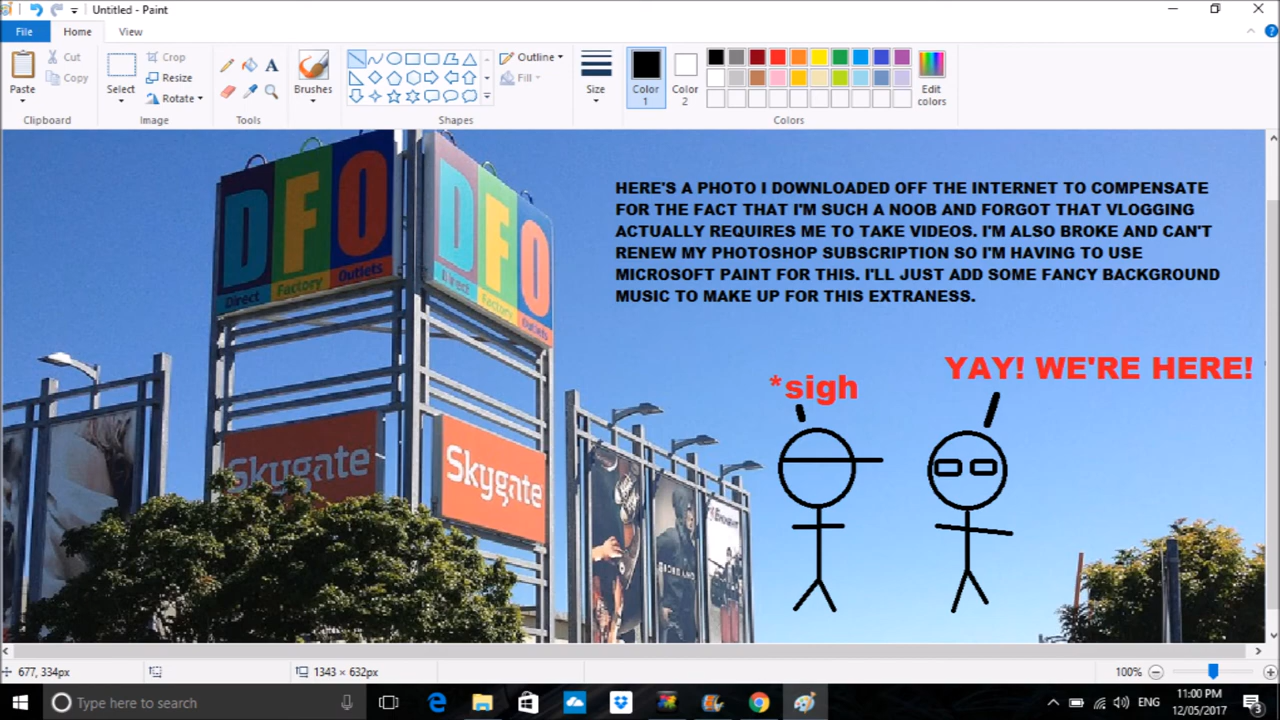 Untitled - Paint
File
Home
View
Paste
Cut
Copy
Clipboard
Select
Crop
Resize
Rotate
Image
Tools
Brushes
Shapes
Outline
Fill
Size
Color 1
Color 2
Edit colors
Colors
DFO
Direct Factory Outlets
DFO
Direct Factory Outlets
HERE'S A PHOTO I DOWNLOADED OFF THE INTERNET TO COMPENSATE
FOR THE FACT THAT I'M SUCH A NOOB AND FORGOT THAT VLOGGING
ACTUALLY REQUIRES ME TO TAKE VIDEOS. I'M ALSO BROKE AND CAN'T
RENEW MY PHOTOSHOP SUBSCRIPTION SO I'M HAVING TO USE
MICROSOFT PAINT FOR THIS. I'LL JUST ADD SOME FANCY BACKGROUND
MUSIC TO MAKE UP FOR THIS EXTRANESS.
YAY! WE'RE HERE!
*sigh
Skygate
Skygate
677, 334px
1343 × 632px
100%
Type here to search
ENG
11:00 PM
12/05/2017
3